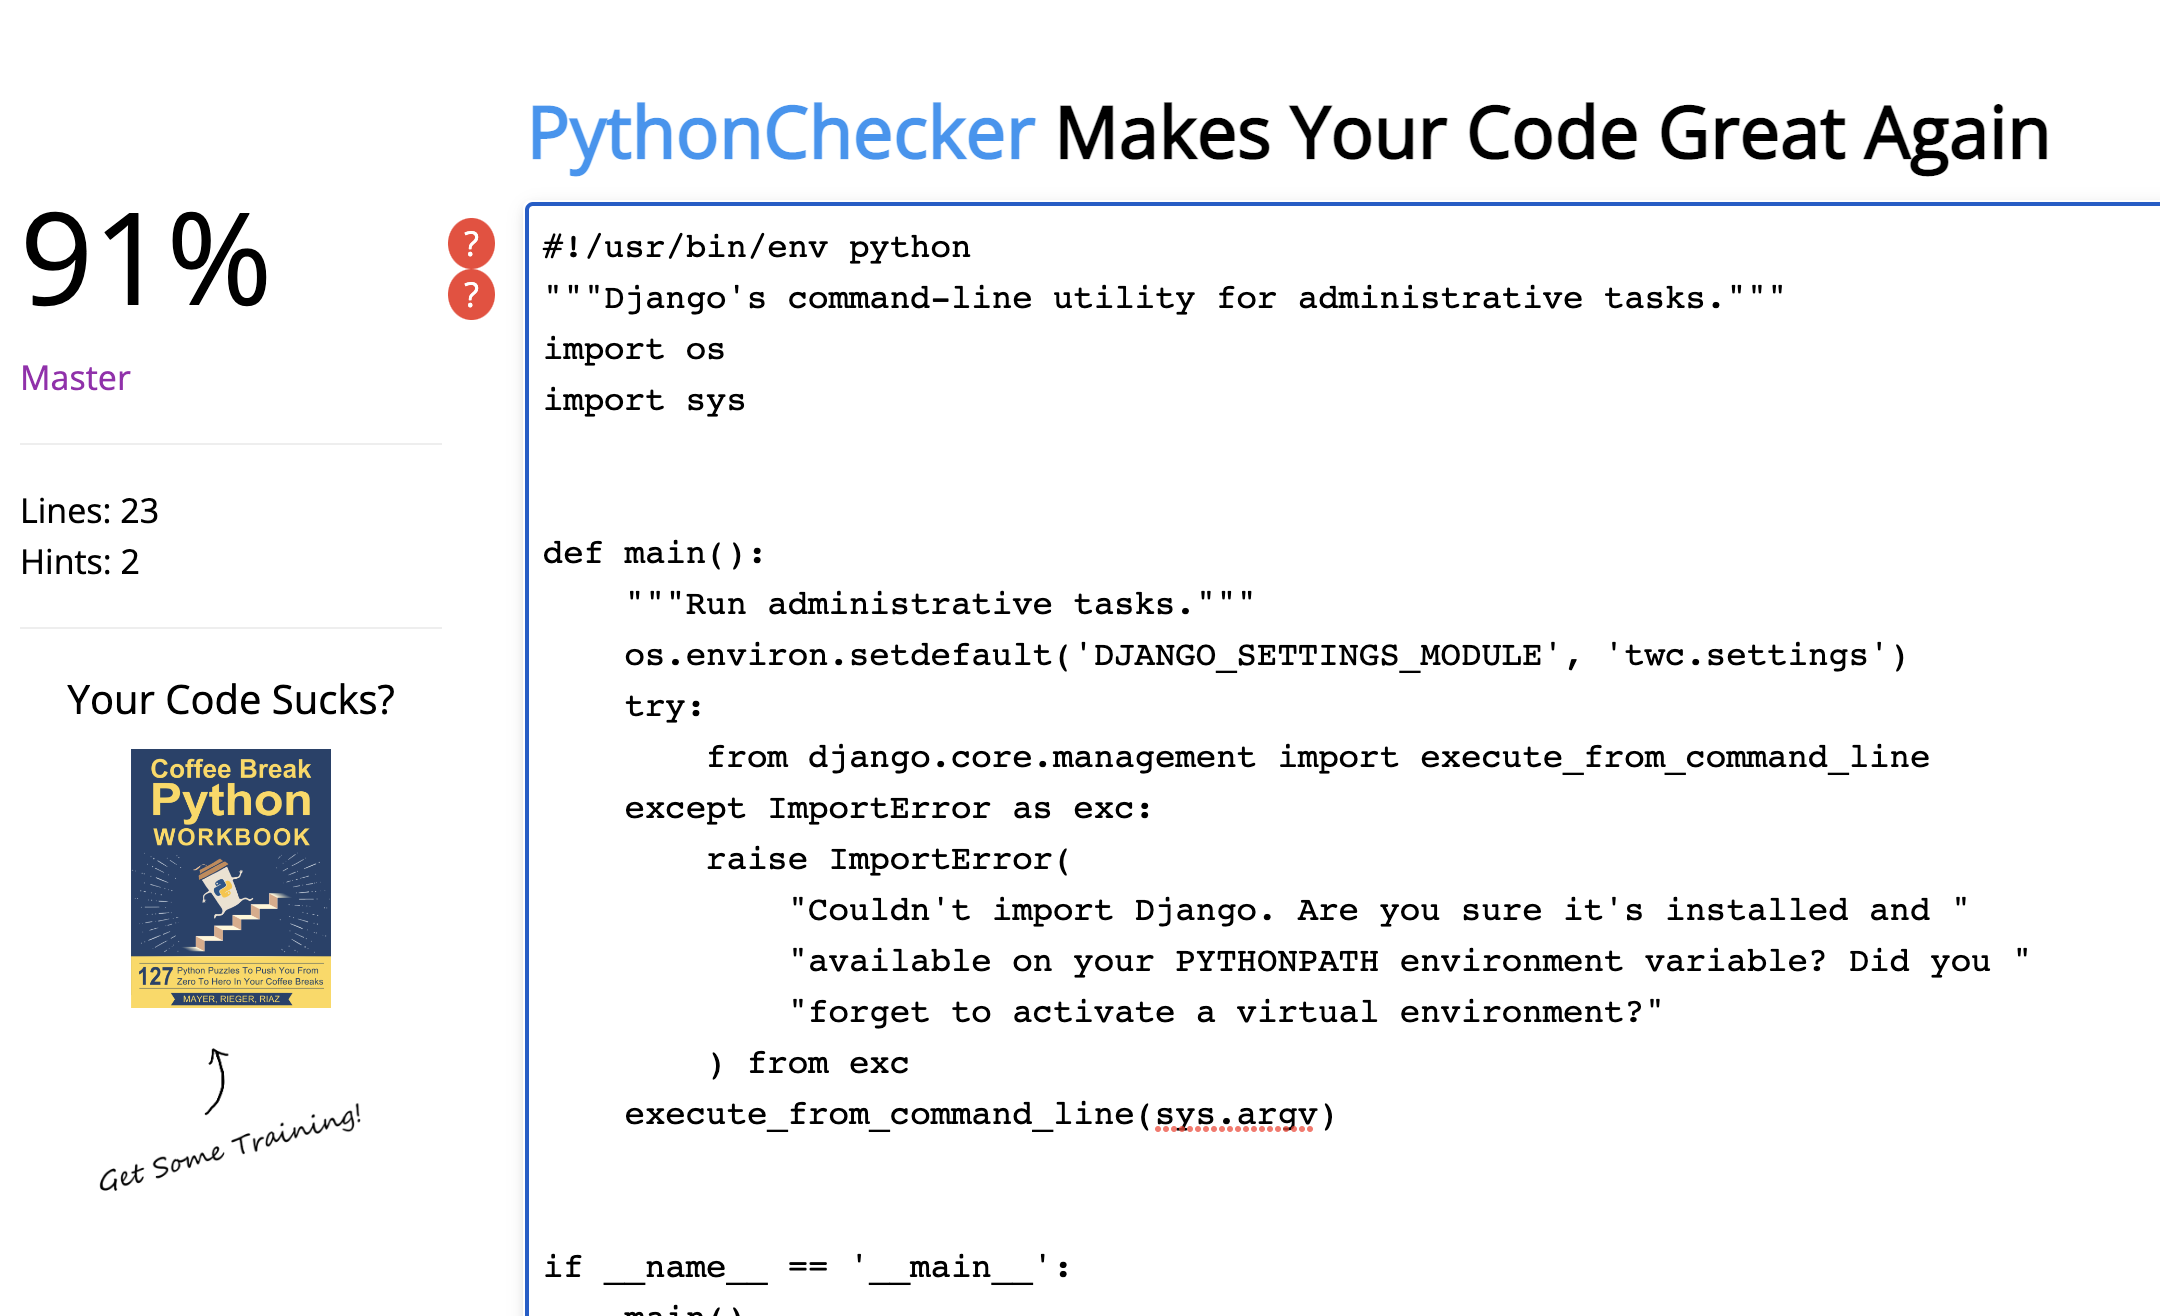 PythonChecker Makes Your Code Great Again
91%
Master
Lines: 23
Hints: 2
Your Code Sucks?
Coffee Break
Python
WORKBOOK
127 Python Puzzles To Push You From
Zero To Hero In Your Coffee Breaks
MAYER, RIEGER, RIAZ
Get Some Training!
?
?
#!/usr/bin/env python
"""Django's command-line utility for administrative tasks."""
import os
import sys
def main():
    """Run administrative tasks."""
    os.environ.setdefault('DJANGO_SETTINGS_MODULE', 'twc.settings')
    try:
        from django.core.management import execute_from_command_line
    except ImportError as exc:
        raise ImportError(
            "Couldn't import Django. Are you sure it's installed and "
            "available on your PYTHONPATH environment variable? Did you "
            "forget to activate a virtual environment?"
        ) from exc
    execute_from_command_line(sys.argv)
if __name__ == '__main__':
    main()